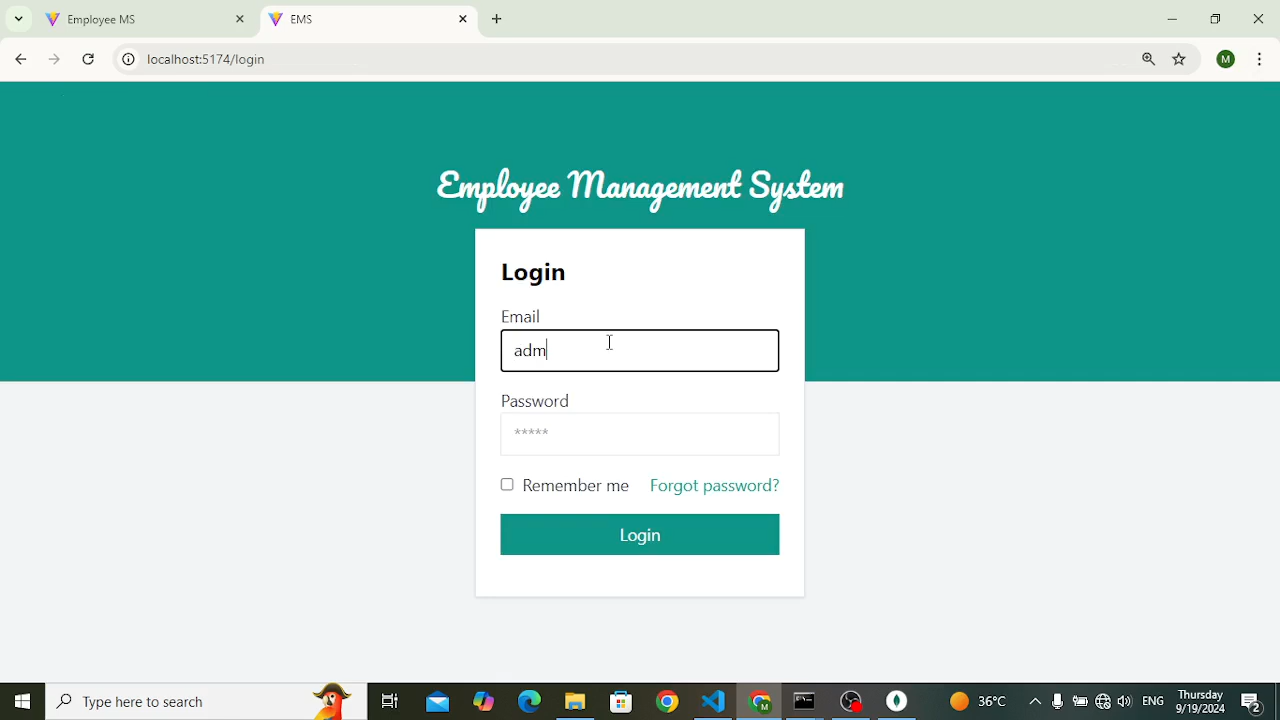 Employee MS
EMS
localhost:5174/login
M
Employee Management System
Login
Email
adm
Password
*****
Remember me Forgot password?
Login
Type here to search
M
36°C
ENG
Thursday
9/19/2024
2